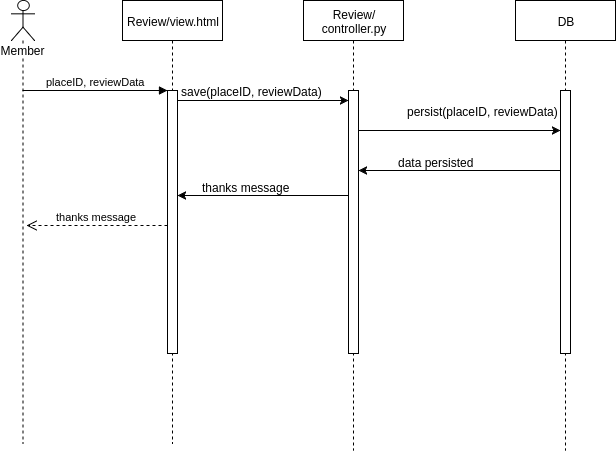 Member
Review/view.html
Review/
controller.py
DB
placeID, reviewData
save(placeID, reviewData)
persist(placeID, reviewData)
data persisted
thanks message
thanks message